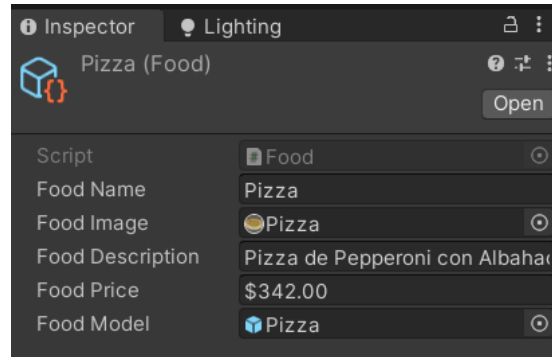 Inspector Lighting
Pizza (Food)
Open
Script Food
Food Name Pizza
Food Image Pizza
Food Description Pizza de Pepperoni con
Food Price $342.00
Food Model Pizza